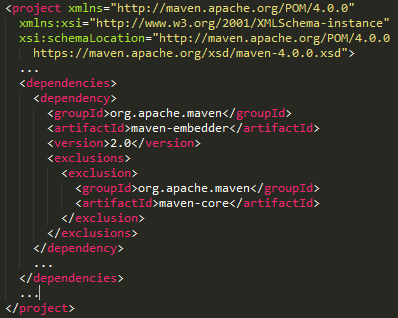 <project xmlns="http://maven.apache.org/POM/4.0.0"
  xmlns:xsi="http://www.w3.org/2001/XMLSchema-instance"
  xsi:schemaLocation="http://maven.apache.org/POM/4.0.0
    https://maven.apache.org/xsd/maven-4.0.0.xsd">
  ...
  <dependencies>
    <dependency>
      <groupId>org.apache.maven</groupId>
      <artifactId>maven-embedder</artifactId>
      <version>2.0</version>
      <exclusions>
        <exclusion>
          <groupId>org.apache.maven</groupId>
          <artifactId>maven-core</artifactId>
        </exclusion>
      </exclusions>
    </dependency>
    ...
  </dependencies>
  ...
</project>